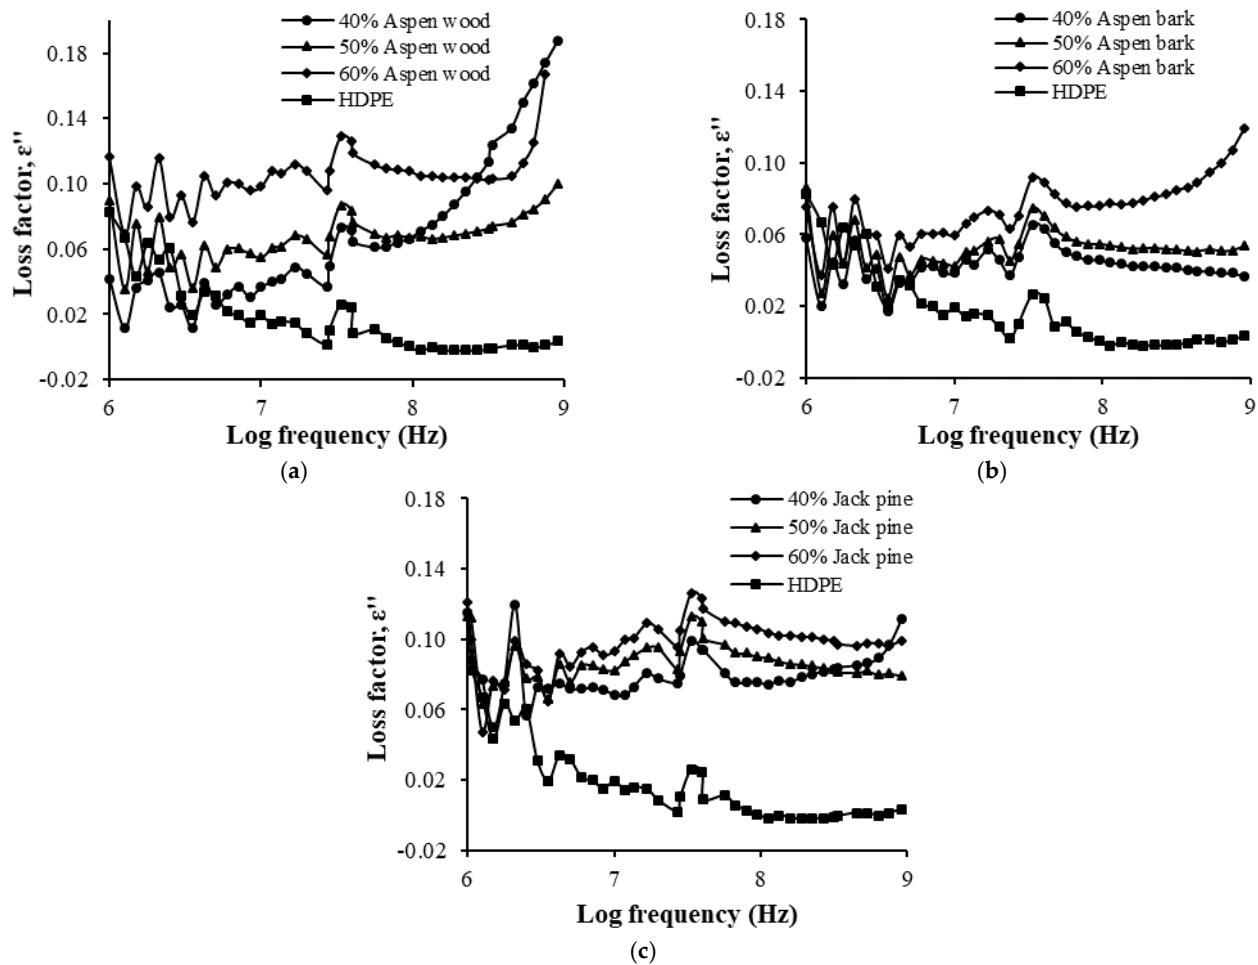 40% Aspen wood
50% Aspen wood
60% Aspen wood
HDPE
0.18
0.14
0.10
0.06
0.02
-0.02
Loss factor, ε"
6 7 8 9
Log frequency (Hz)
(a)
40% Aspen bark
50% Aspen bark
60% Aspen bark
HDPE
0.18
0.14
0.10
0.06
0.02
-0.02
Loss factor, ε"
6 7 8 9
Log frequency (Hz)
(b)
40% Jack pine
50% Jack pine
60% Jack pine
HDPE
0.18
0.14
0.10
0.06
0.02
-0.02
Loss factor, ε"
6 7 8 9
Log frequency (Hz)
(c)